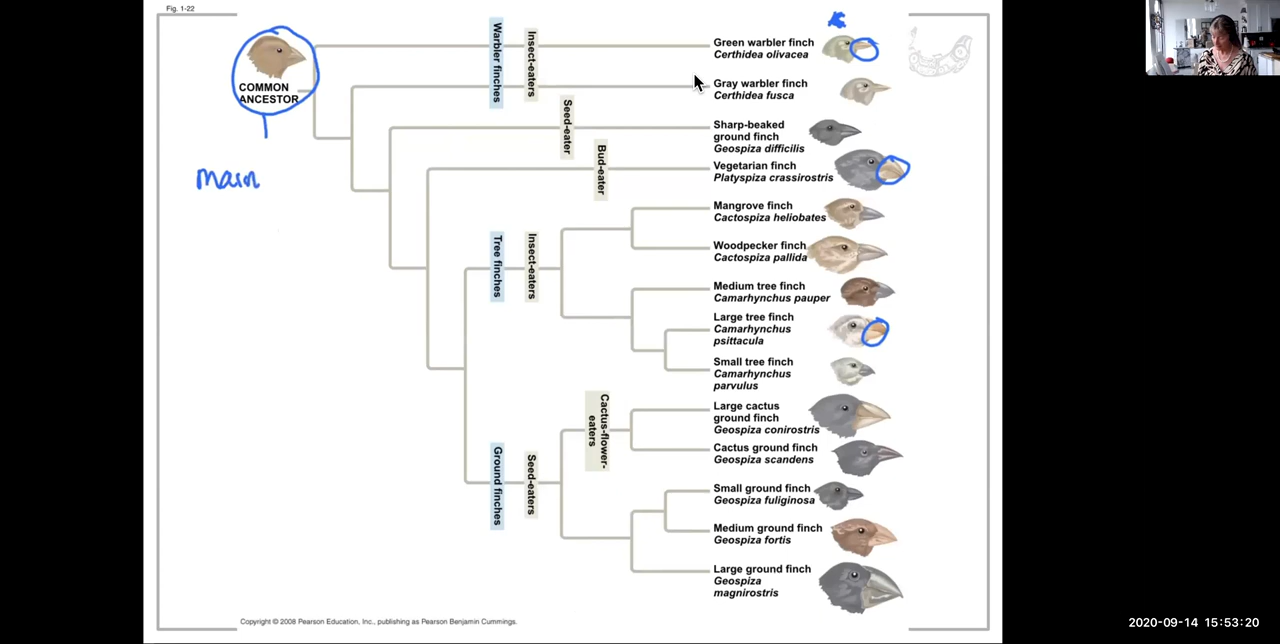 Fig. 1-22
COMMON
ANCESTOR
main
Warbler finches
Insect-eaters
Seed-eater
Bud-eater
Tree finches
Insect-eaters
Ground finches
Seed-eaters
Cactus-flower-
eaters
Green warbler finch
Certhidea olivacea
Gray warbler finch
Certhidea fusca
Sharp-beaked
ground finch
Geospiza difficilis
Vegetarian finch
Platyspiza crassirostris
Mangrove finch
Cactospiza heliobates
Woodpecker finch
Cactospiza pallida
Medium tree finch
Camarhynchus pauper
Large tree finch
Camarhynchus
psittacula
Small tree finch
Camarhynchus
parvulus
Large cactus
ground finch
Geospiza conirostris
Cactus ground finch
Geospiza scandens
Small ground finch
Geospiza fuliginosa
Medium ground finch
Geospiza fortis
Large ground finch
Geospiza
magnirostris
Copyright © 2008 Pearson Education, Inc., publishing as Pearson Benjamin Cummings.
2020-09-14 15:53:20